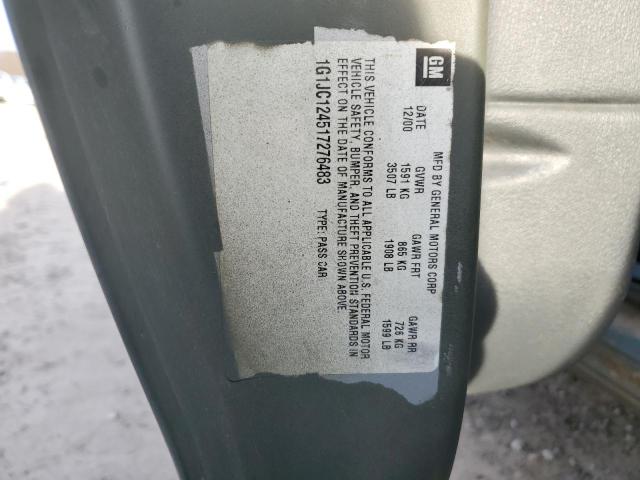 GM
MFD BY GENERAL MOTORS CORP
DATE GVWR GAWR FRT GAWR RR
12/00 1591 KG 865 KG 726 KG
3507 LB 1908 LB 1599 LB
THIS VEHICLE CONFORMS TO ALL APPLICABLE U.S. FEDERAL MOTOR
VEHICLE SAFETY, BUMPER, AND THEFT PREVENTION STANDARDS IN
EFFECT ON THE DATE OF MANUFACTURE SHOWN ABOVE.
1G1JC124517276483 TYPE: PASS CAR